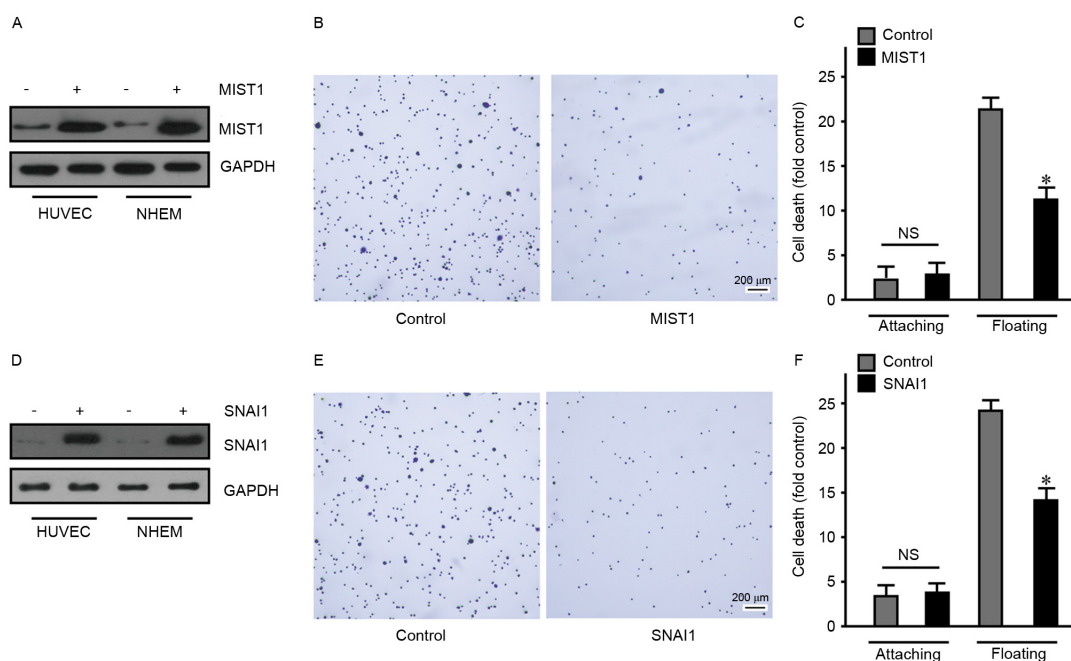 A
- + - + MIST1
MIST1
GAPDH
HUVEC NHEM
B
200 μm
Control MIST1
C
Control
MIST1
Cell death (fold control)
25
20
15
10
5
0
NS
*
Attaching Floating
D
- + - + SNAI1
SNAI1
GAPDH
HUVEC NHEM
E
200 μm
Control SNAI1
F
Control
SNAI1
Cell death (fold control)
25
20
15
10
5
0
NS
*
Attaching Floating